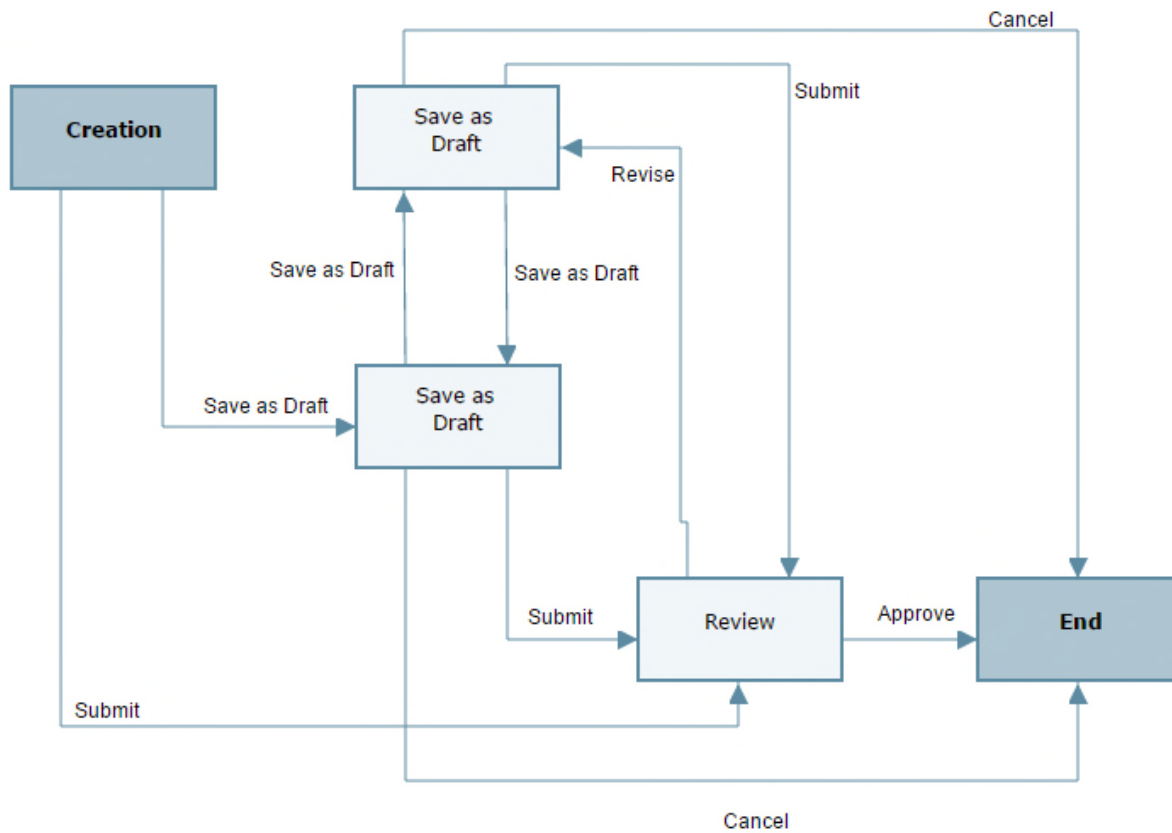 Cancel
Submit
Creation
Save as
Draft
Revise
Save as Draft
Save as Draft
Save as Draft
Save as
Draft
Submit
Review
Approve
End
Submit
Cancel